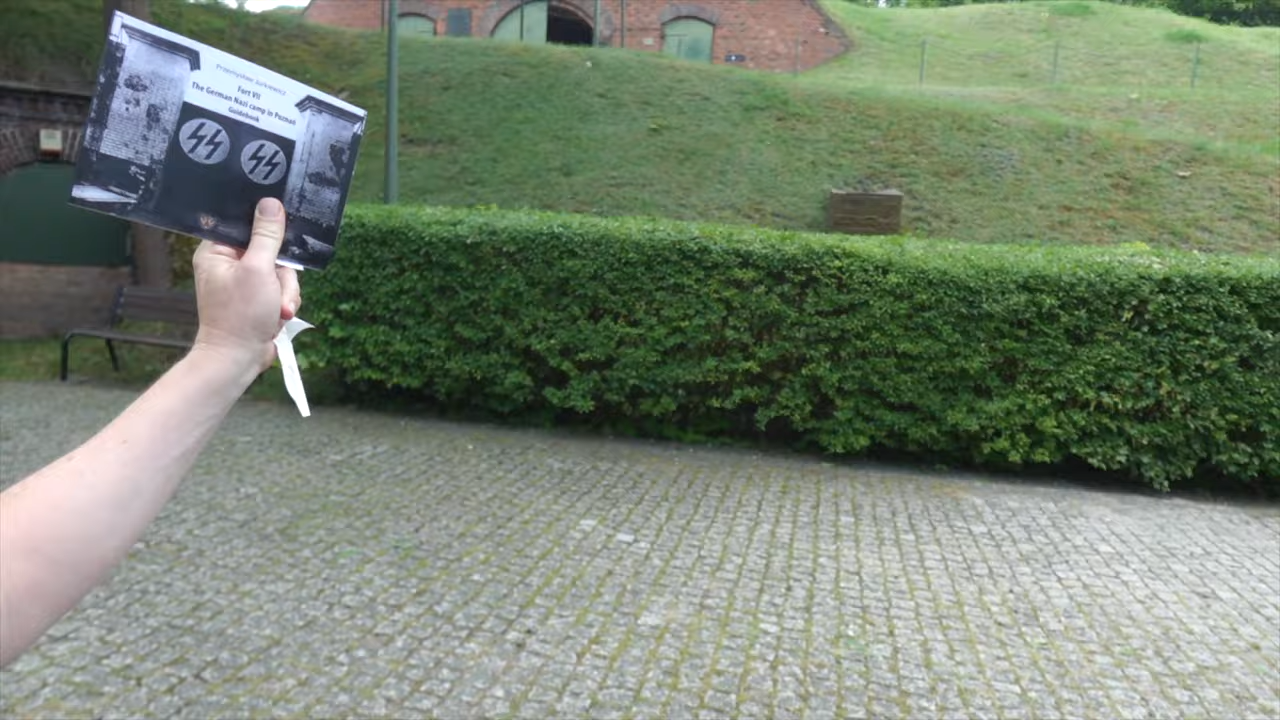 Przemysław Jurkiewicz
Fort VII
The German Nazi camp in Poznań
Guidebook